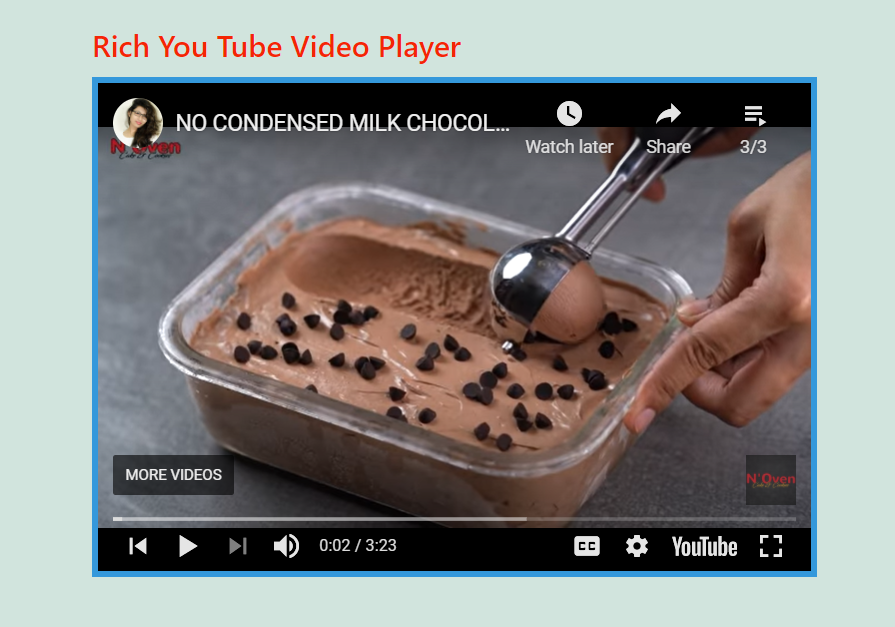 Rich You Tube Video Player
NO CONDENSED MILK CHOCOL...
Watch later
Share
3/3
N'Oven
MORE VIDEOS
N'Oven
0:02 / 3:23
CC
YouTube